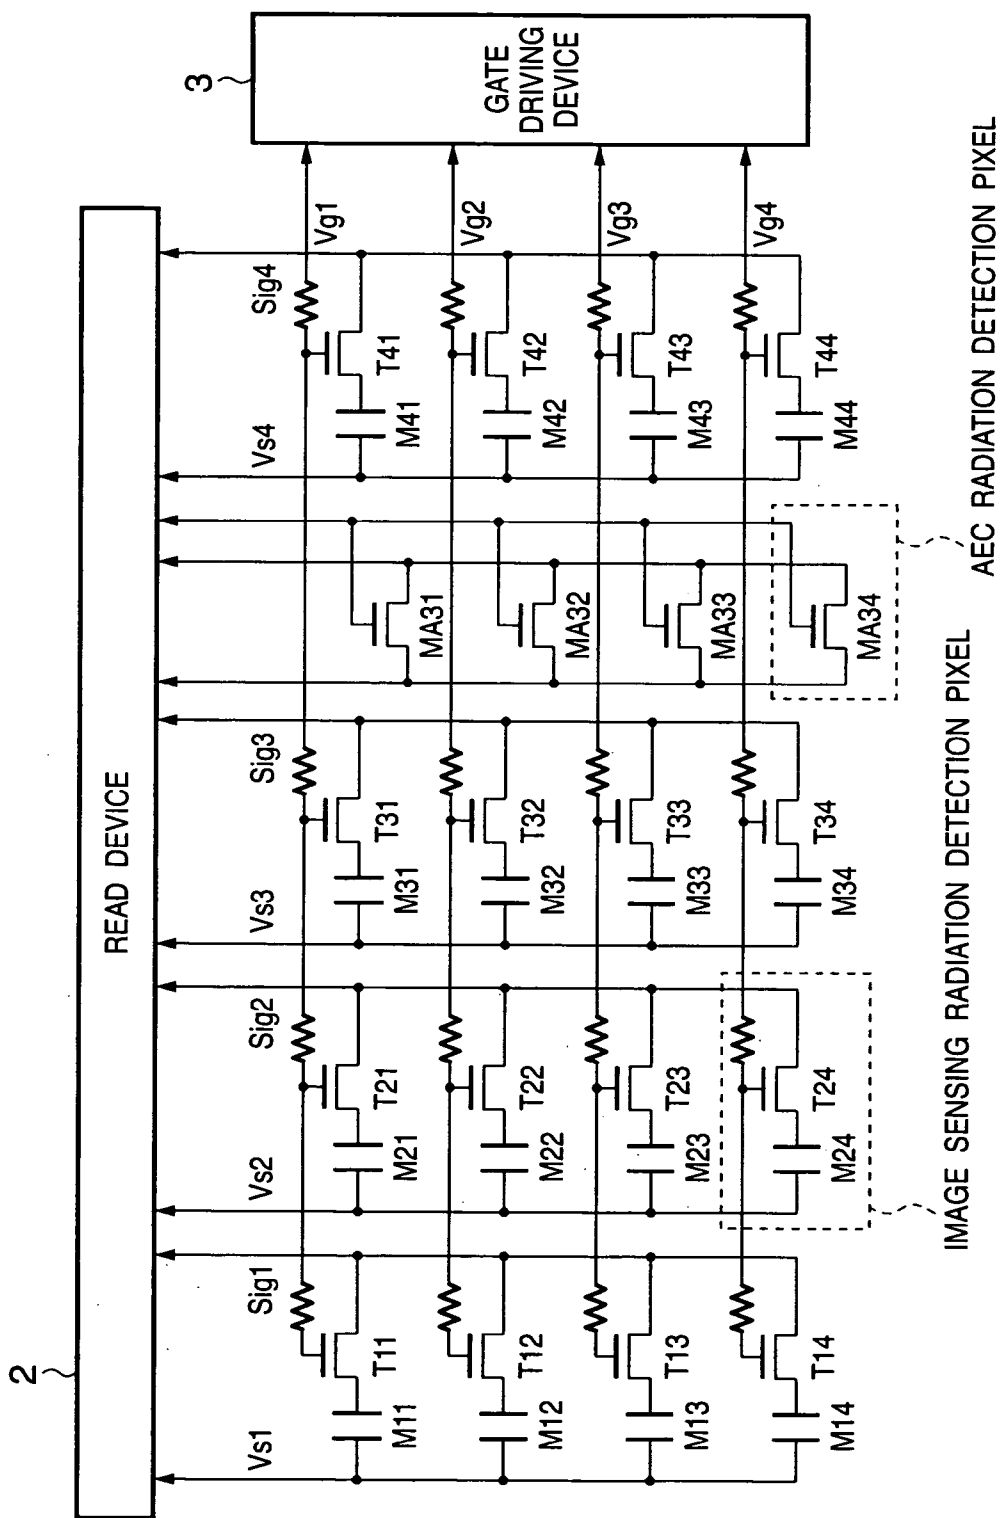 2
READ DEVICE
3
GATE
DRIVING
DEVICE
Vs1
Sig1
Vs2
Sig2
Vs3
Sig3
Vs4
Sig4
Vg1
M11
T11
M21
T21
M31
T31
MA31
M41
T41
Vg2
M12
T12
M22
T22
M32
T32
MA32
M42
T42
Vg3
M13
T13
M23
T23
M33
T33
MA33
M43
T43
Vg4
M14
T14
M24
T24
M34
T34
MA34
M44
T44
IMAGE SENSING RADIATION DETECTION PIXEL
AEC RADIATION DETECTION PIXEL